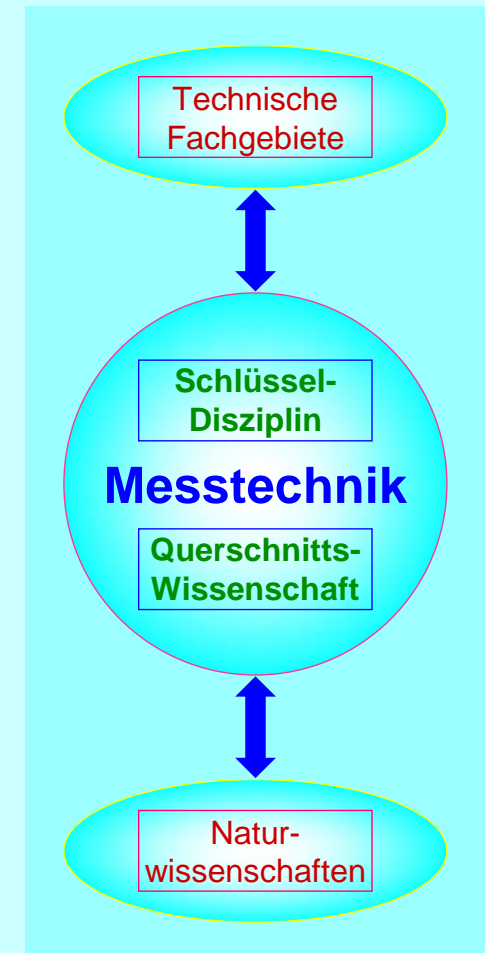 Technische
Fachgebiete
Schlüssel-
Disziplin
Messtechnik
Querschnitts-
Wissenschaft
Natur-
wissenschaften